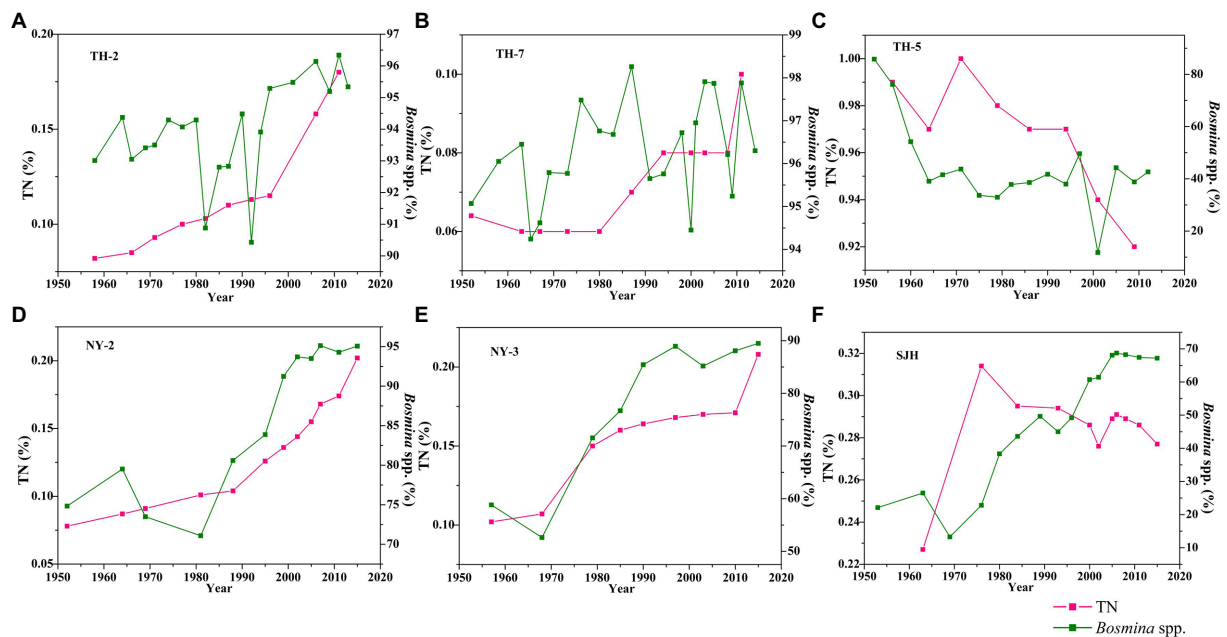 A
B
C
TH-2
TH-7
TH-5
0.20
0.15
0.10
TN (%)
97
96
95
94
93
92
91
90
Bosmina spp. (%)
1950 1960 1970 1980 1990 2000 2010 2020
Year
0.10
0.08
0.06
TN (%)
99
98
97
96
95
94
Bosmina spp. (%)
1950 1960 1970 1980 1990 2000 2010 2020
Year
1.00
0.98
0.96
0.94
0.92
TN (%)
80
60
40
20
Bosmina spp. (%)
1950 1960 1970 1980 1990 2000 2010 2020
Year
D
E
F
NY-2
NY-3
SJH
0.20
0.15
0.10
0.05
TN (%)
95
90
85
80
75
70
Bosmina spp. (%)
1950 1960 1970 1980 1990 2000 2010 2020
Year
0.20
0.15
0.10
TN (%)
90
80
70
60
50
Bosmina spp. (%)
1950 1960 1970 1980 1990 2000 2010 2020
Year
0.32
0.30
0.28
0.26
0.24
0.22
TN (%)
70
60
50
40
30
20
10
Bosmina spp. (%)
1950 1960 1970 1980 1990 2000 2010 2020
Year
TN
Bosmina spp.